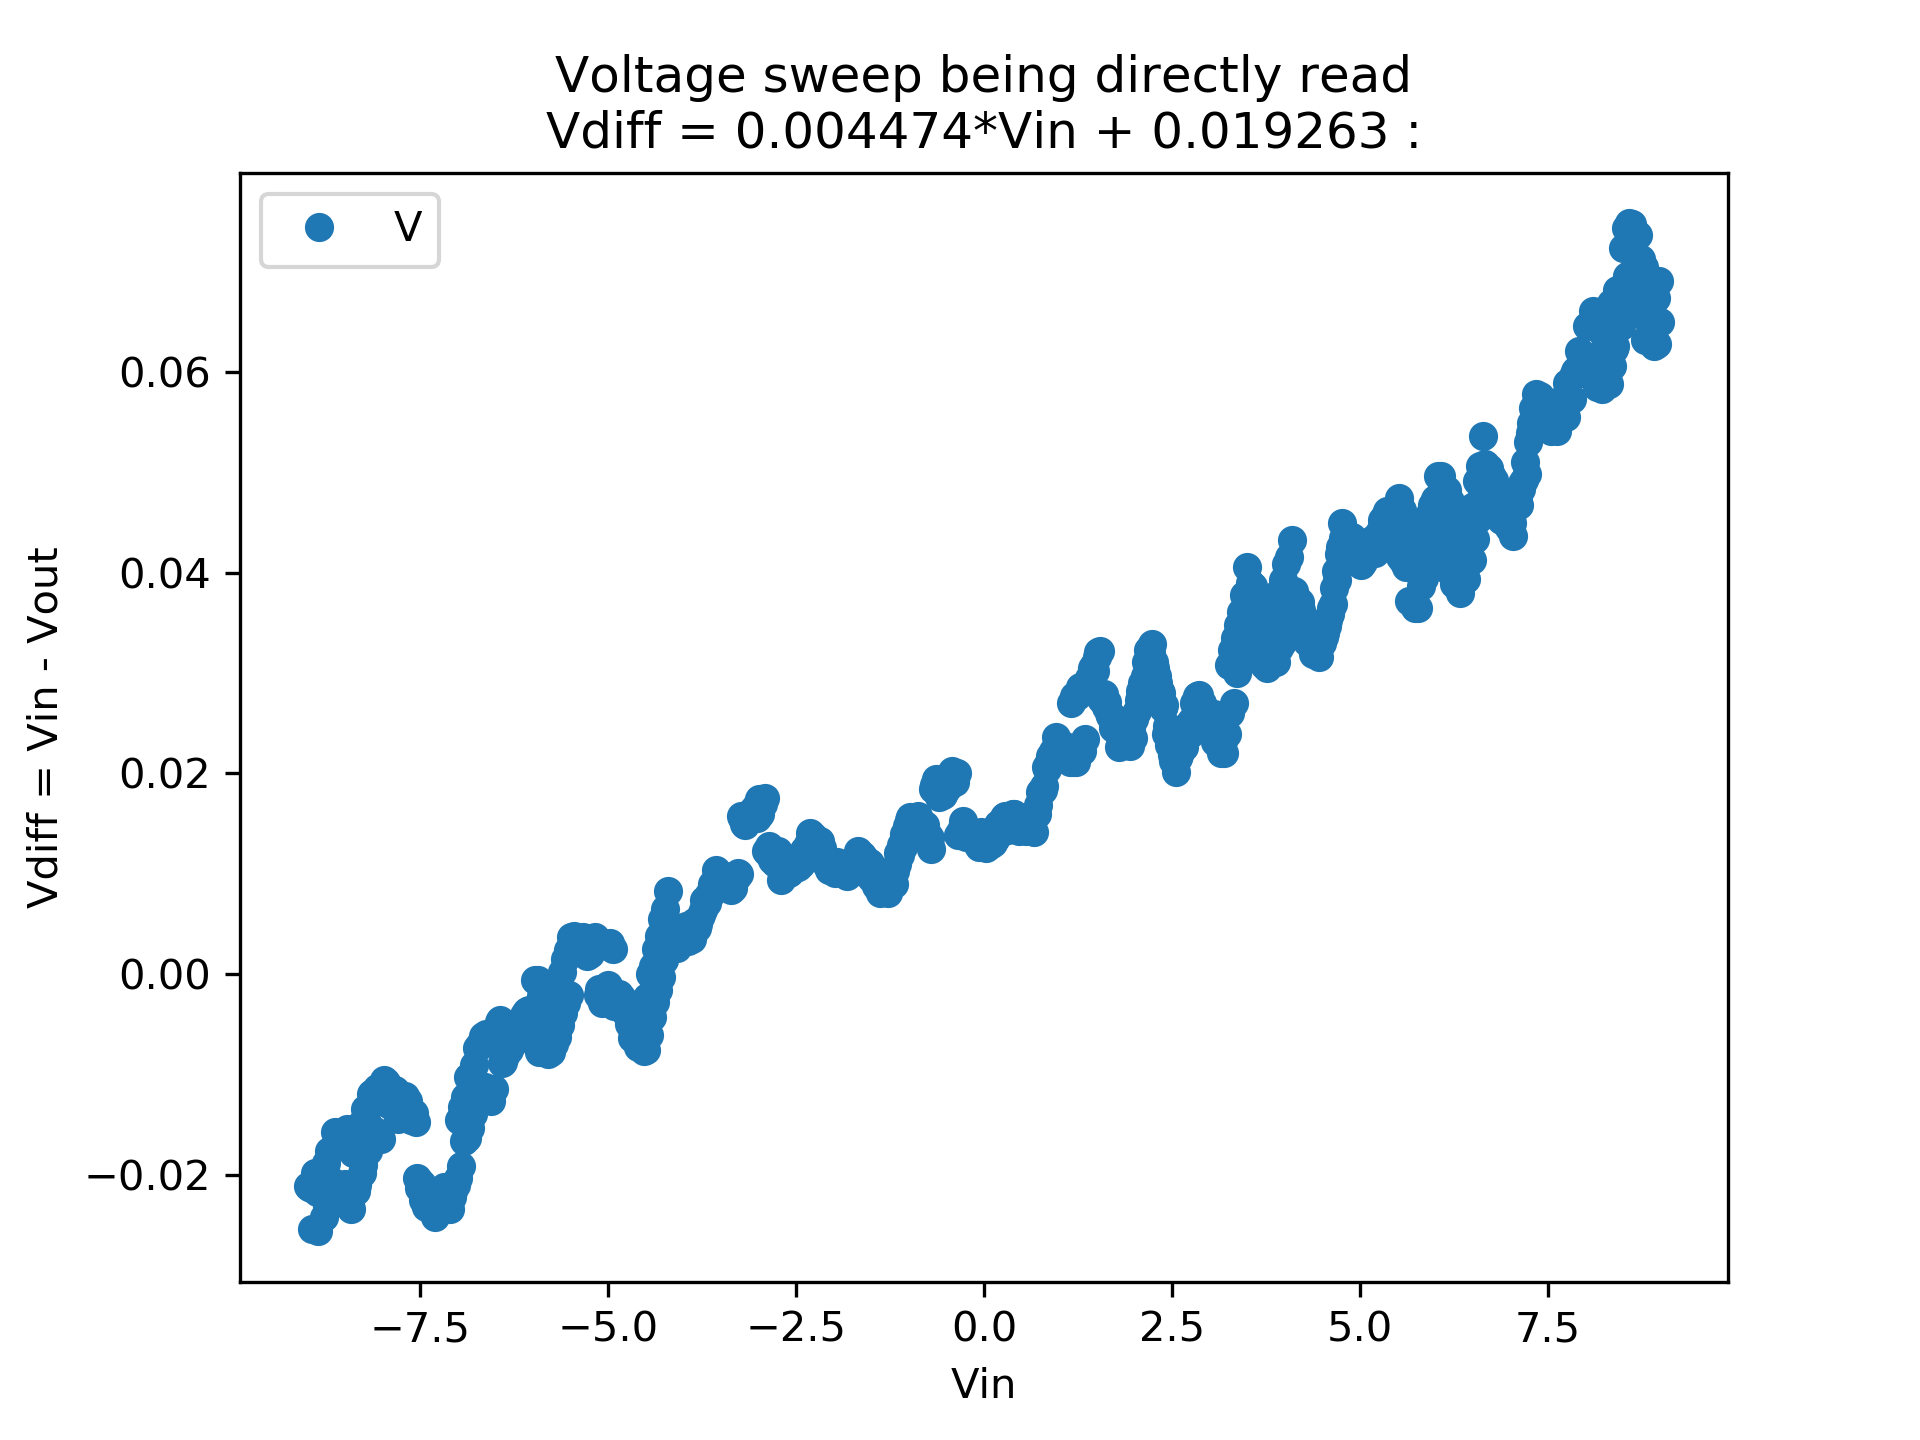 Voltage sweep being directly read
Vdiff = 0.004474*Vin + 0.019263 :
V
Vdiff = Vin - Vout
0.06
0.04
0.02
0.00
−0.02
−7.5 −5.0 −2.5 0.0 2.5 5.0 7.5
Vin